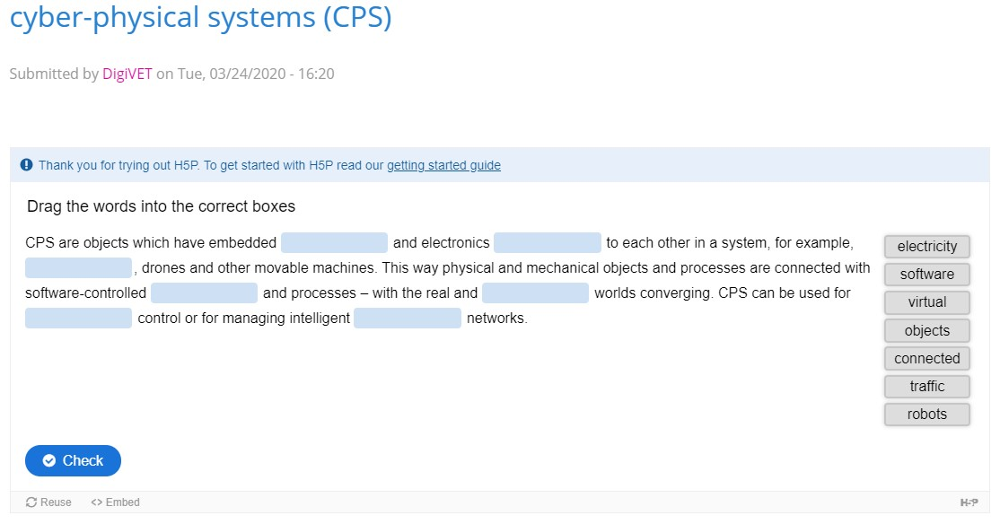 cyber-physical systems (CPS)
Submitted by DigiVET on Tue, 03/24/2020 - 16:20
Thank you for trying out H5P. To get started with H5P read our getting started guide
Drag the words into the correct boxes
CPS are objects which have embedded and electronics to each other in a system, for example,
, drones and other movable machines. This way physical and mechanical objects and processes are connected with
software-controlled and processes – with the real and worlds converging. CPS can be used for
control or for managing intelligent networks.
electricity
software
virtual
objects
connected
traffic
robots
Check
Reuse <> Embed
H5P